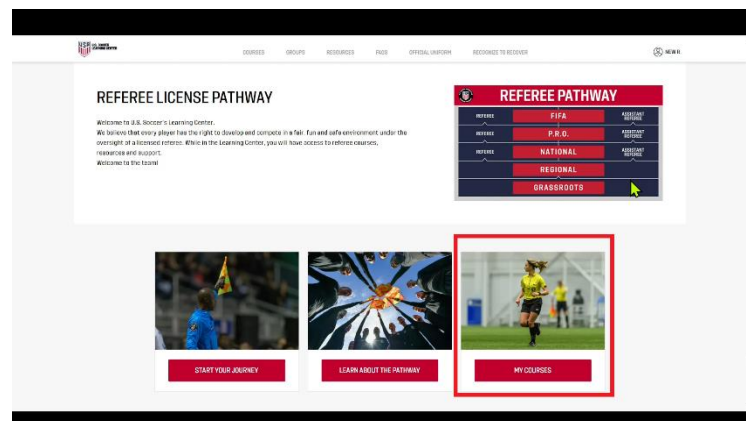 U.S. SOCCER
LEARNING CENTER
COURSES GROUPS RESOURCES FAQS OFFICIAL UNIFORM RECOGNIZE TO RECOVER NEW R.
REFEREE LICENSE PATHWAY
Welcome to U.S. Soccer's Learning Center.
We believe that every player has the right to develop and compete in a fair, fun and safe environment under the
oversight of a licensed referee. While in the Learning Center, you will have access to referee courses,
resources and support.
Welcome to the team!
REFEREE PATHWAY
REFEREE FIFA ASSISTANT REFEREE
REFEREE P.R.O. ASSISTANT REFEREE
REFEREE NATIONAL ASSISTANT REFEREE
REGIONAL
GRASSROOTS
START YOUR JOURNEY
LEARN ABOUT THE PATHWAY
MY COURSES